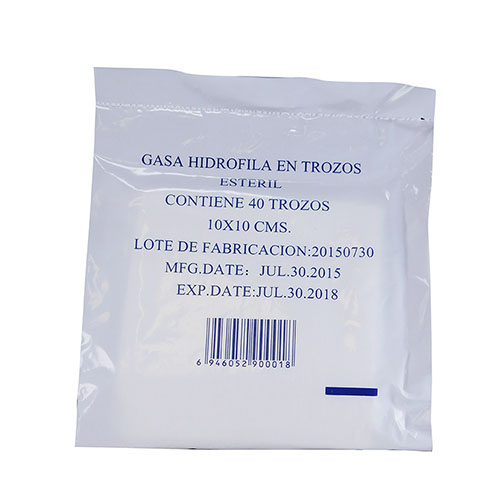 GASA HIDROFILA EN TROZOS
ESTERIL
CONTIENE 40 TROZOS
10X10 CMS.
LOTE DE FABRICACION:20150730
MFG.DATE: JUL.30.2015
EXP.DATE:JUL.30.2018
6 946052 900018